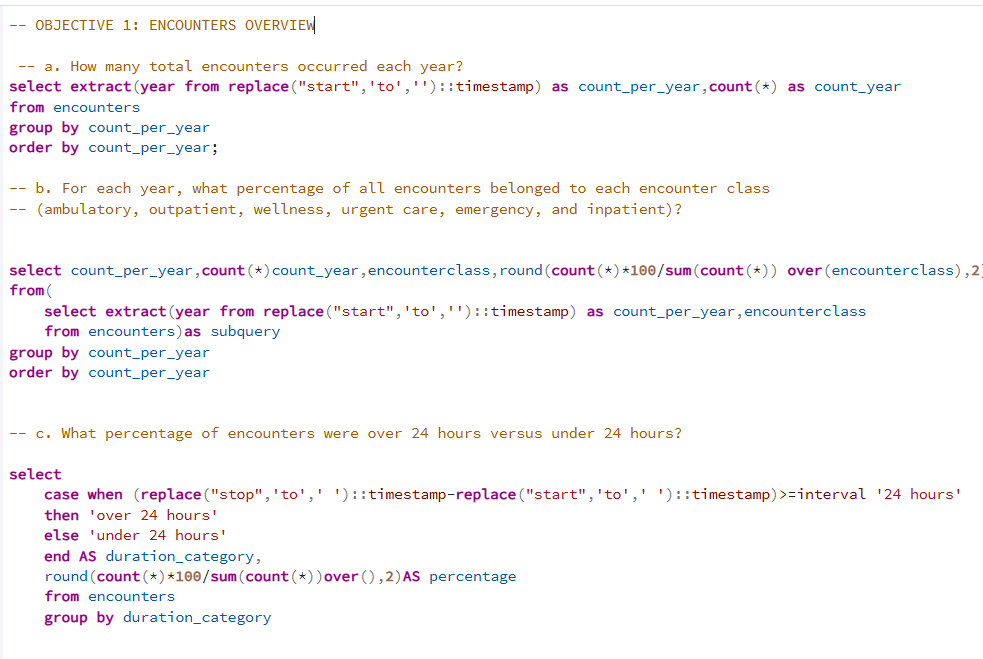 -- OBJECTIVE 1: ENCOUNTERS OVERVIEW
-- a. How many total encounters occurred each year?
select extract(year from replace("start",'to','')::timestamp) as count_per_year,count(*) as count_year
from encounters
group by count_per_year
order by count_per_year;
-- b. For each year, what percentage of all encounters belonged to each encounter class
-- (ambulatory, outpatient, wellness, urgent care, emergency, and inpatient)?
select count_per_year,count(*)count_year,encounterclass,round(count(*)*100/sum(count(*)) over(encounterclass),2)
from(
select extract(year from replace("start",'to','')::timestamp) as count_per_year,encounterclass
from encounters)as subquery
group by count_per_year
order by count_per_year
-- c. What percentage of encounters were over 24 hours versus under 24 hours?
select
case when (replace("stop",'to',' ')::timestamp-replace("start",'to',' ')::timestamp)>=interval '24 hours'
then 'over 24 hours'
else 'under 24 hours'
end AS duration_category,
round(count(*)*100/sum(count(*))over(),2)AS percentage
from encounters
group by duration_category